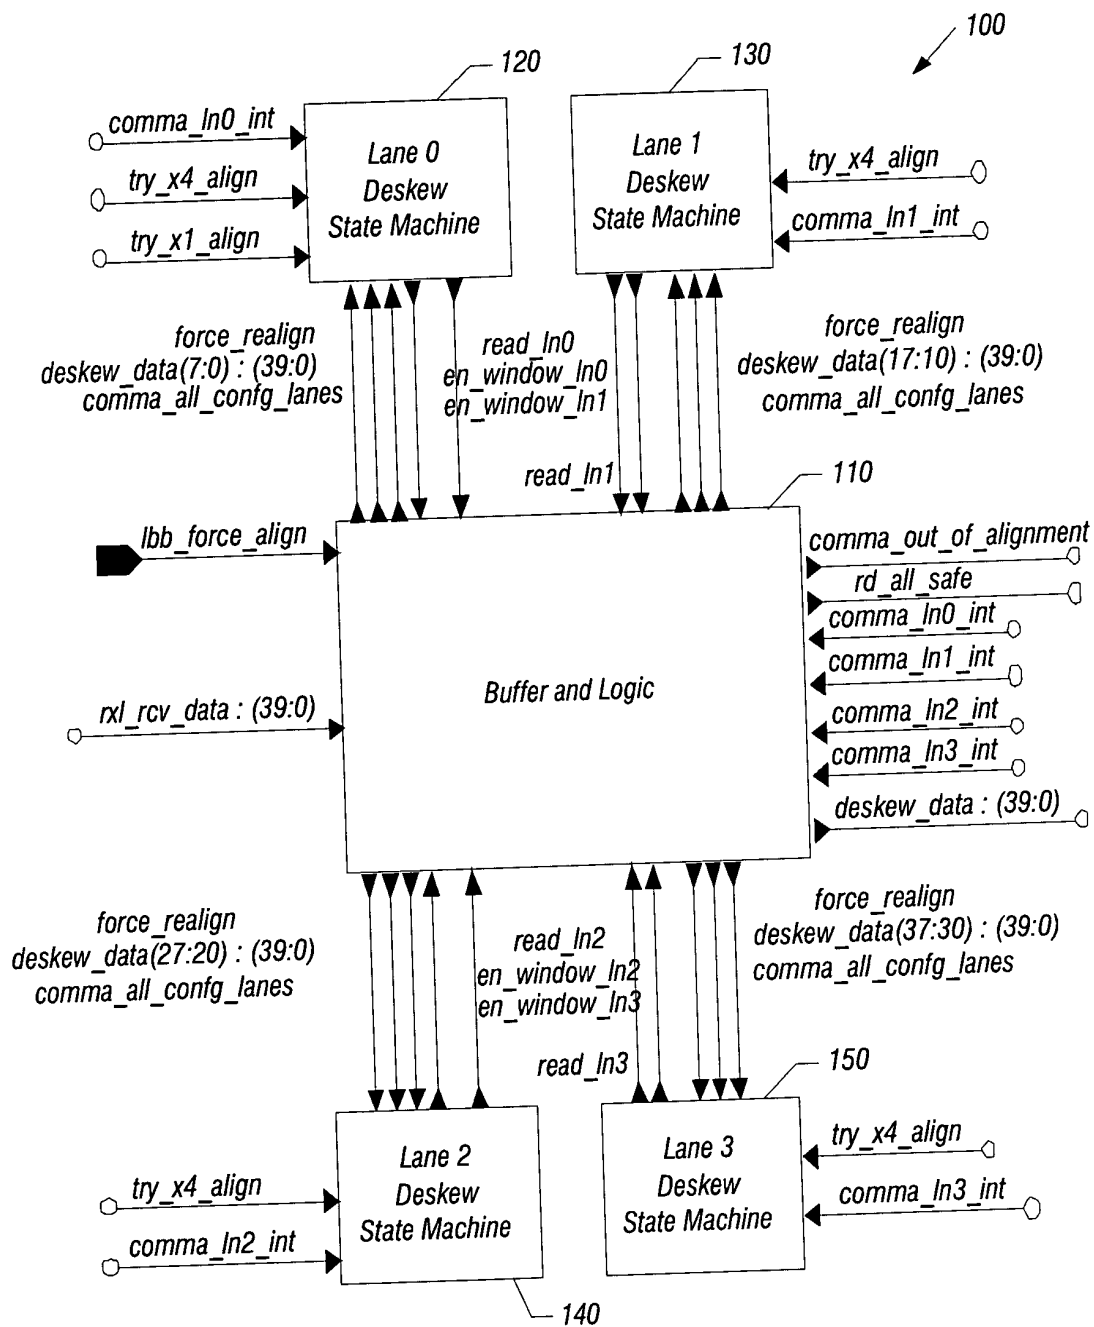 100
120
130
comma_ln0_int
try_x4_align
try_x1_align
Lane 0
Deskew
State Machine
Lane 1
Deskew
State Machine
try_x4_align
comma_ln1_int
force_realign
deskew_data(7:0) : (39:0)
comma_all_confg_lanes
read_ln0
en_window_ln0
en_window_ln1
read_ln1
force_realign
deskew_data(17:10) : (39:0)
comma_all_confg_lanes
110
lbb_force_align
rxl_rcv_data : (39:0)
Buffer and Logic
comma_out_of_alignment
rd_all_safe
comma_ln0_int
comma_ln1_int
comma_ln2_int
comma_ln3_int
deskew_data : (39:0)
force_realign
deskew_data(27:20) : (39:0)
comma_all_confg_lanes
read_ln2
en_window_ln2
en_window_ln3
read_ln3
force_realign
deskew_data(37:30) : (39:0)
comma_all_confg_lanes
150
try_x4_align
comma_ln2_int
Lane 2
Deskew
State Machine
Lane 3
Deskew
State Machine
try_x4_align
comma_ln3_int
140